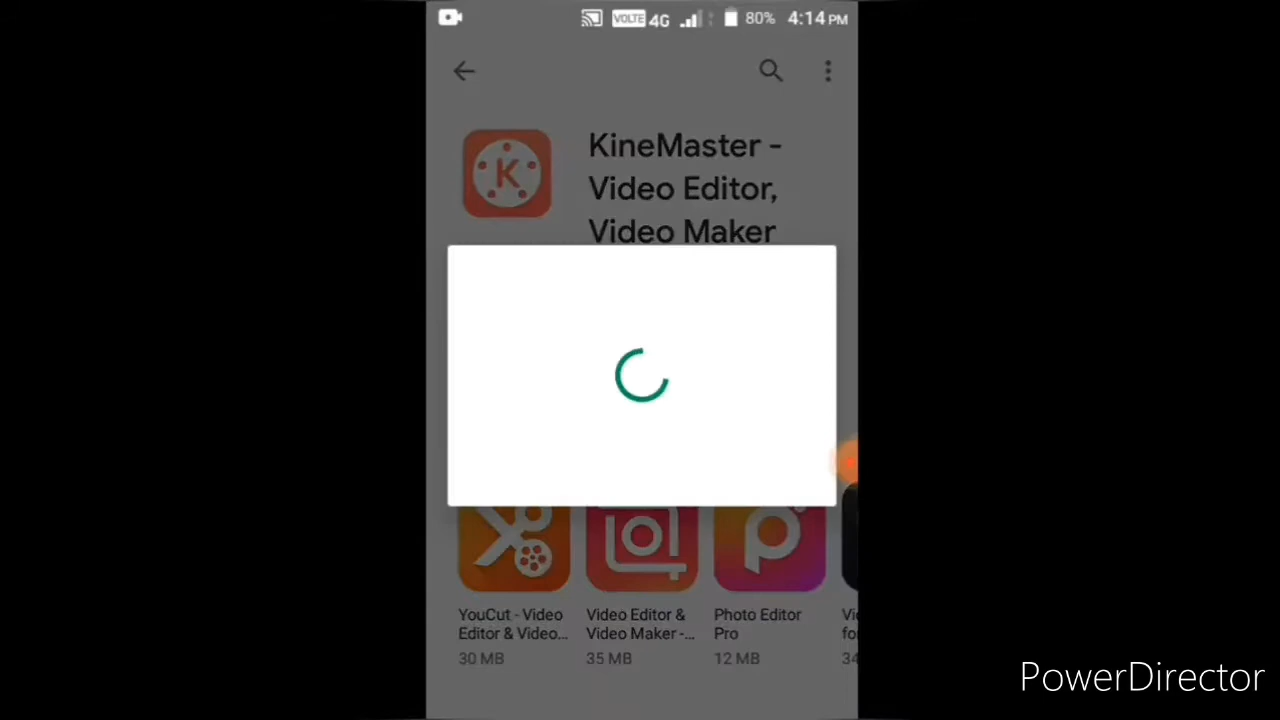 VOLTE 4G 80% 4:14 PM
KineMaster -
Video Editor,
Video Maker
K
YouCut - Video
Editor & Video...
30 MB
Video Editor &
Video Maker -...
35 MB
Photo Editor
Pro
12 MB
34
PowerDirector